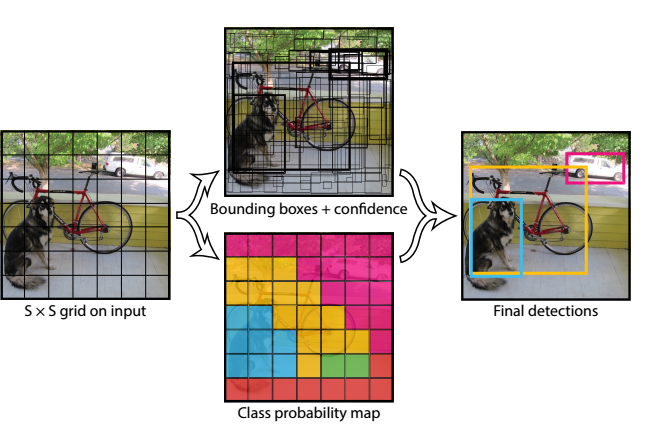 Bounding boxes + confidence
S × S grid on input
Final detections
Class probability map